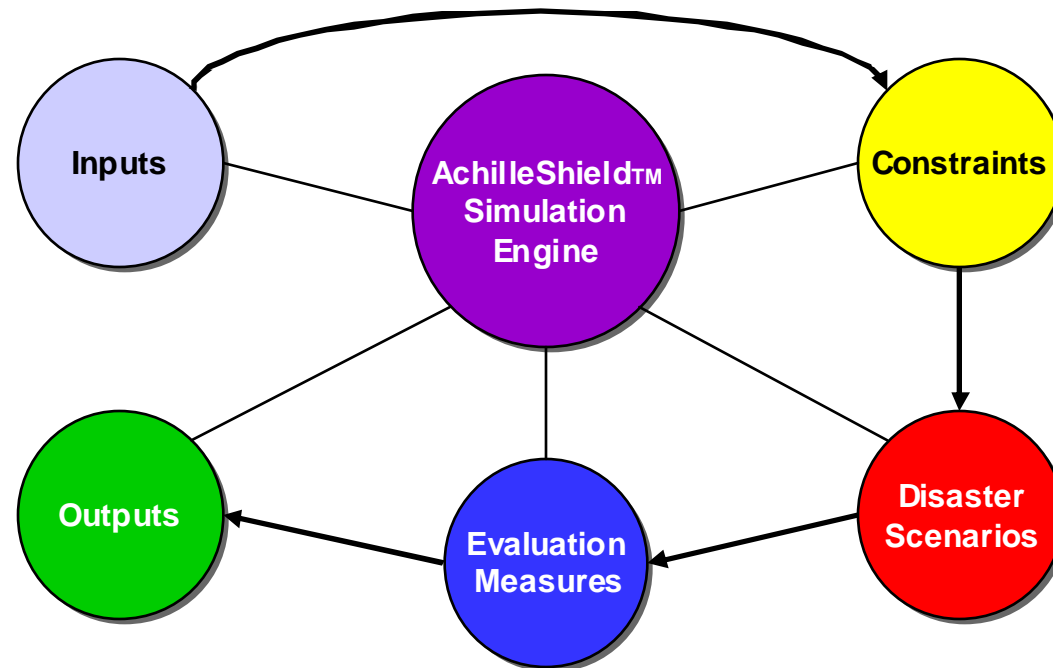 Inputs
AchilleShieldTM
Simulation
Engine
Constraints
Outputs
Evaluation
Measures
Disaster
Scenarios